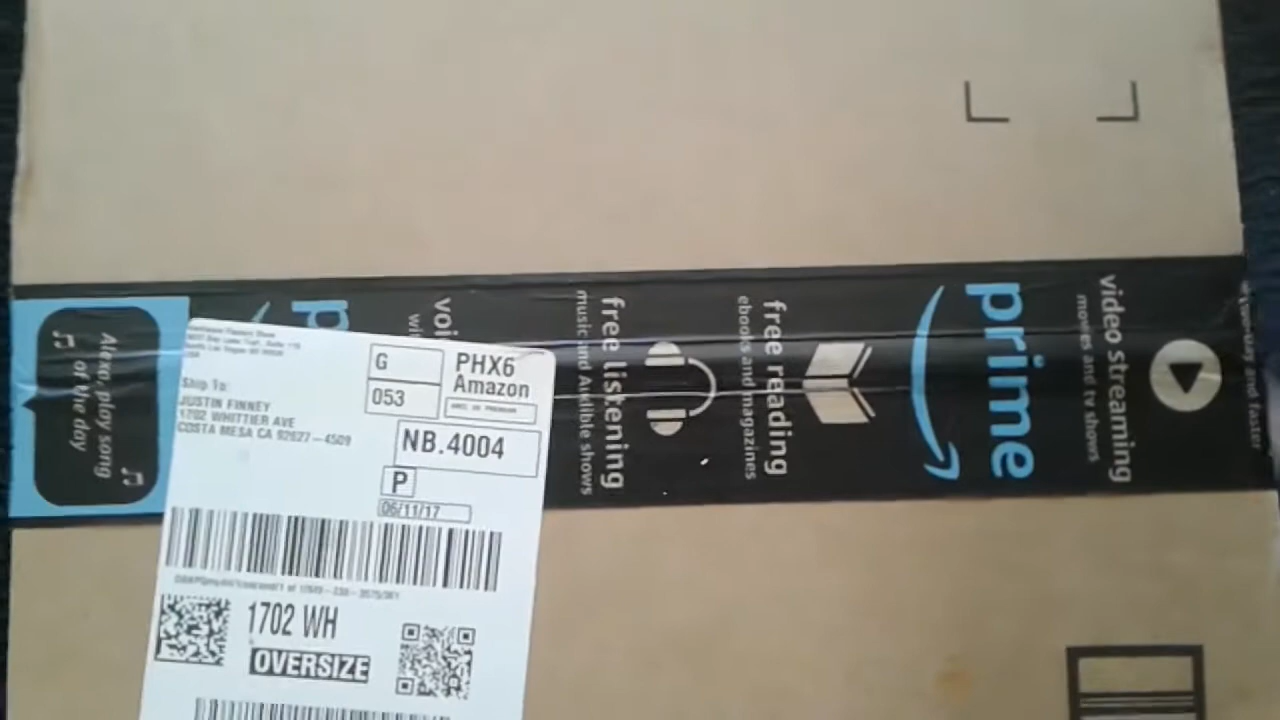 Ship To:
JUSTIN FINNEY
1702 WHITTIER AVE
COSTA MESA CA 92627-4509
G
053
PHX6
Amazon
NB.4004
P
06/11/17
1702 WH
OVERSIZE
Alexa, play song
of the day
free listening
music and Audible shows
free reading
ebooks and magazines
prime
video streaming
movies and tv shows
and faster